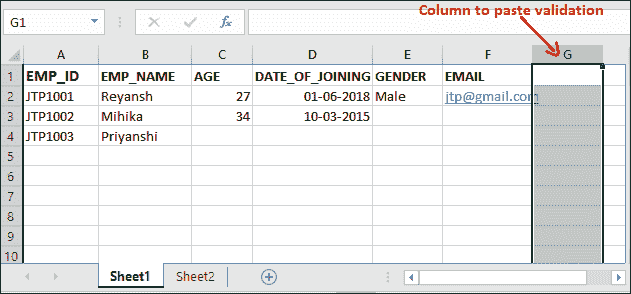 Column to paste validation
G1 fx
A B C D E F G
1 EMP_ID EMP_NAME AGE DATE_OF_JOINING GENDER EMAIL
2 JTP1001 Reyansh 27 01-06-2018 Male jtp@gmail.com
3 JTP1002 Mihika 34 10-03-2015
4 JTP1003 Priyanshi
5
6
7
8
9
10
Sheet1 Sheet2